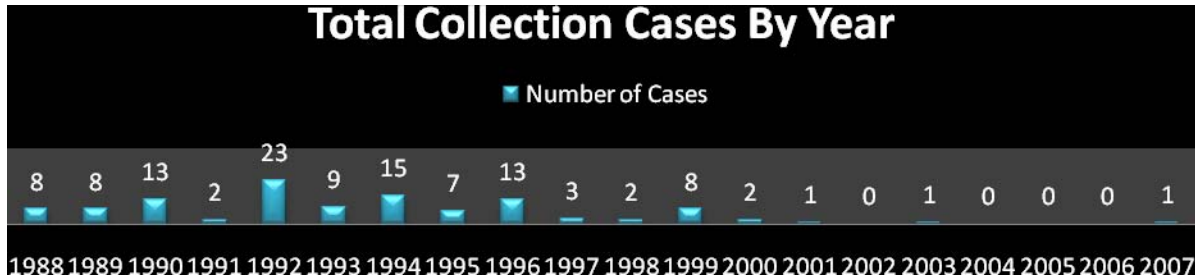 Total Collection Cases By Year
Number of Cases
8 8 13 2 23 9 15 7 13 3 2 8 2 1 0 1 0 0 0 1
1988 1989 1990 1991 1992 1993 1994 1995 1996 1997 1998 1999 2000 2001 2002 2003 2004 2005 2006 2007